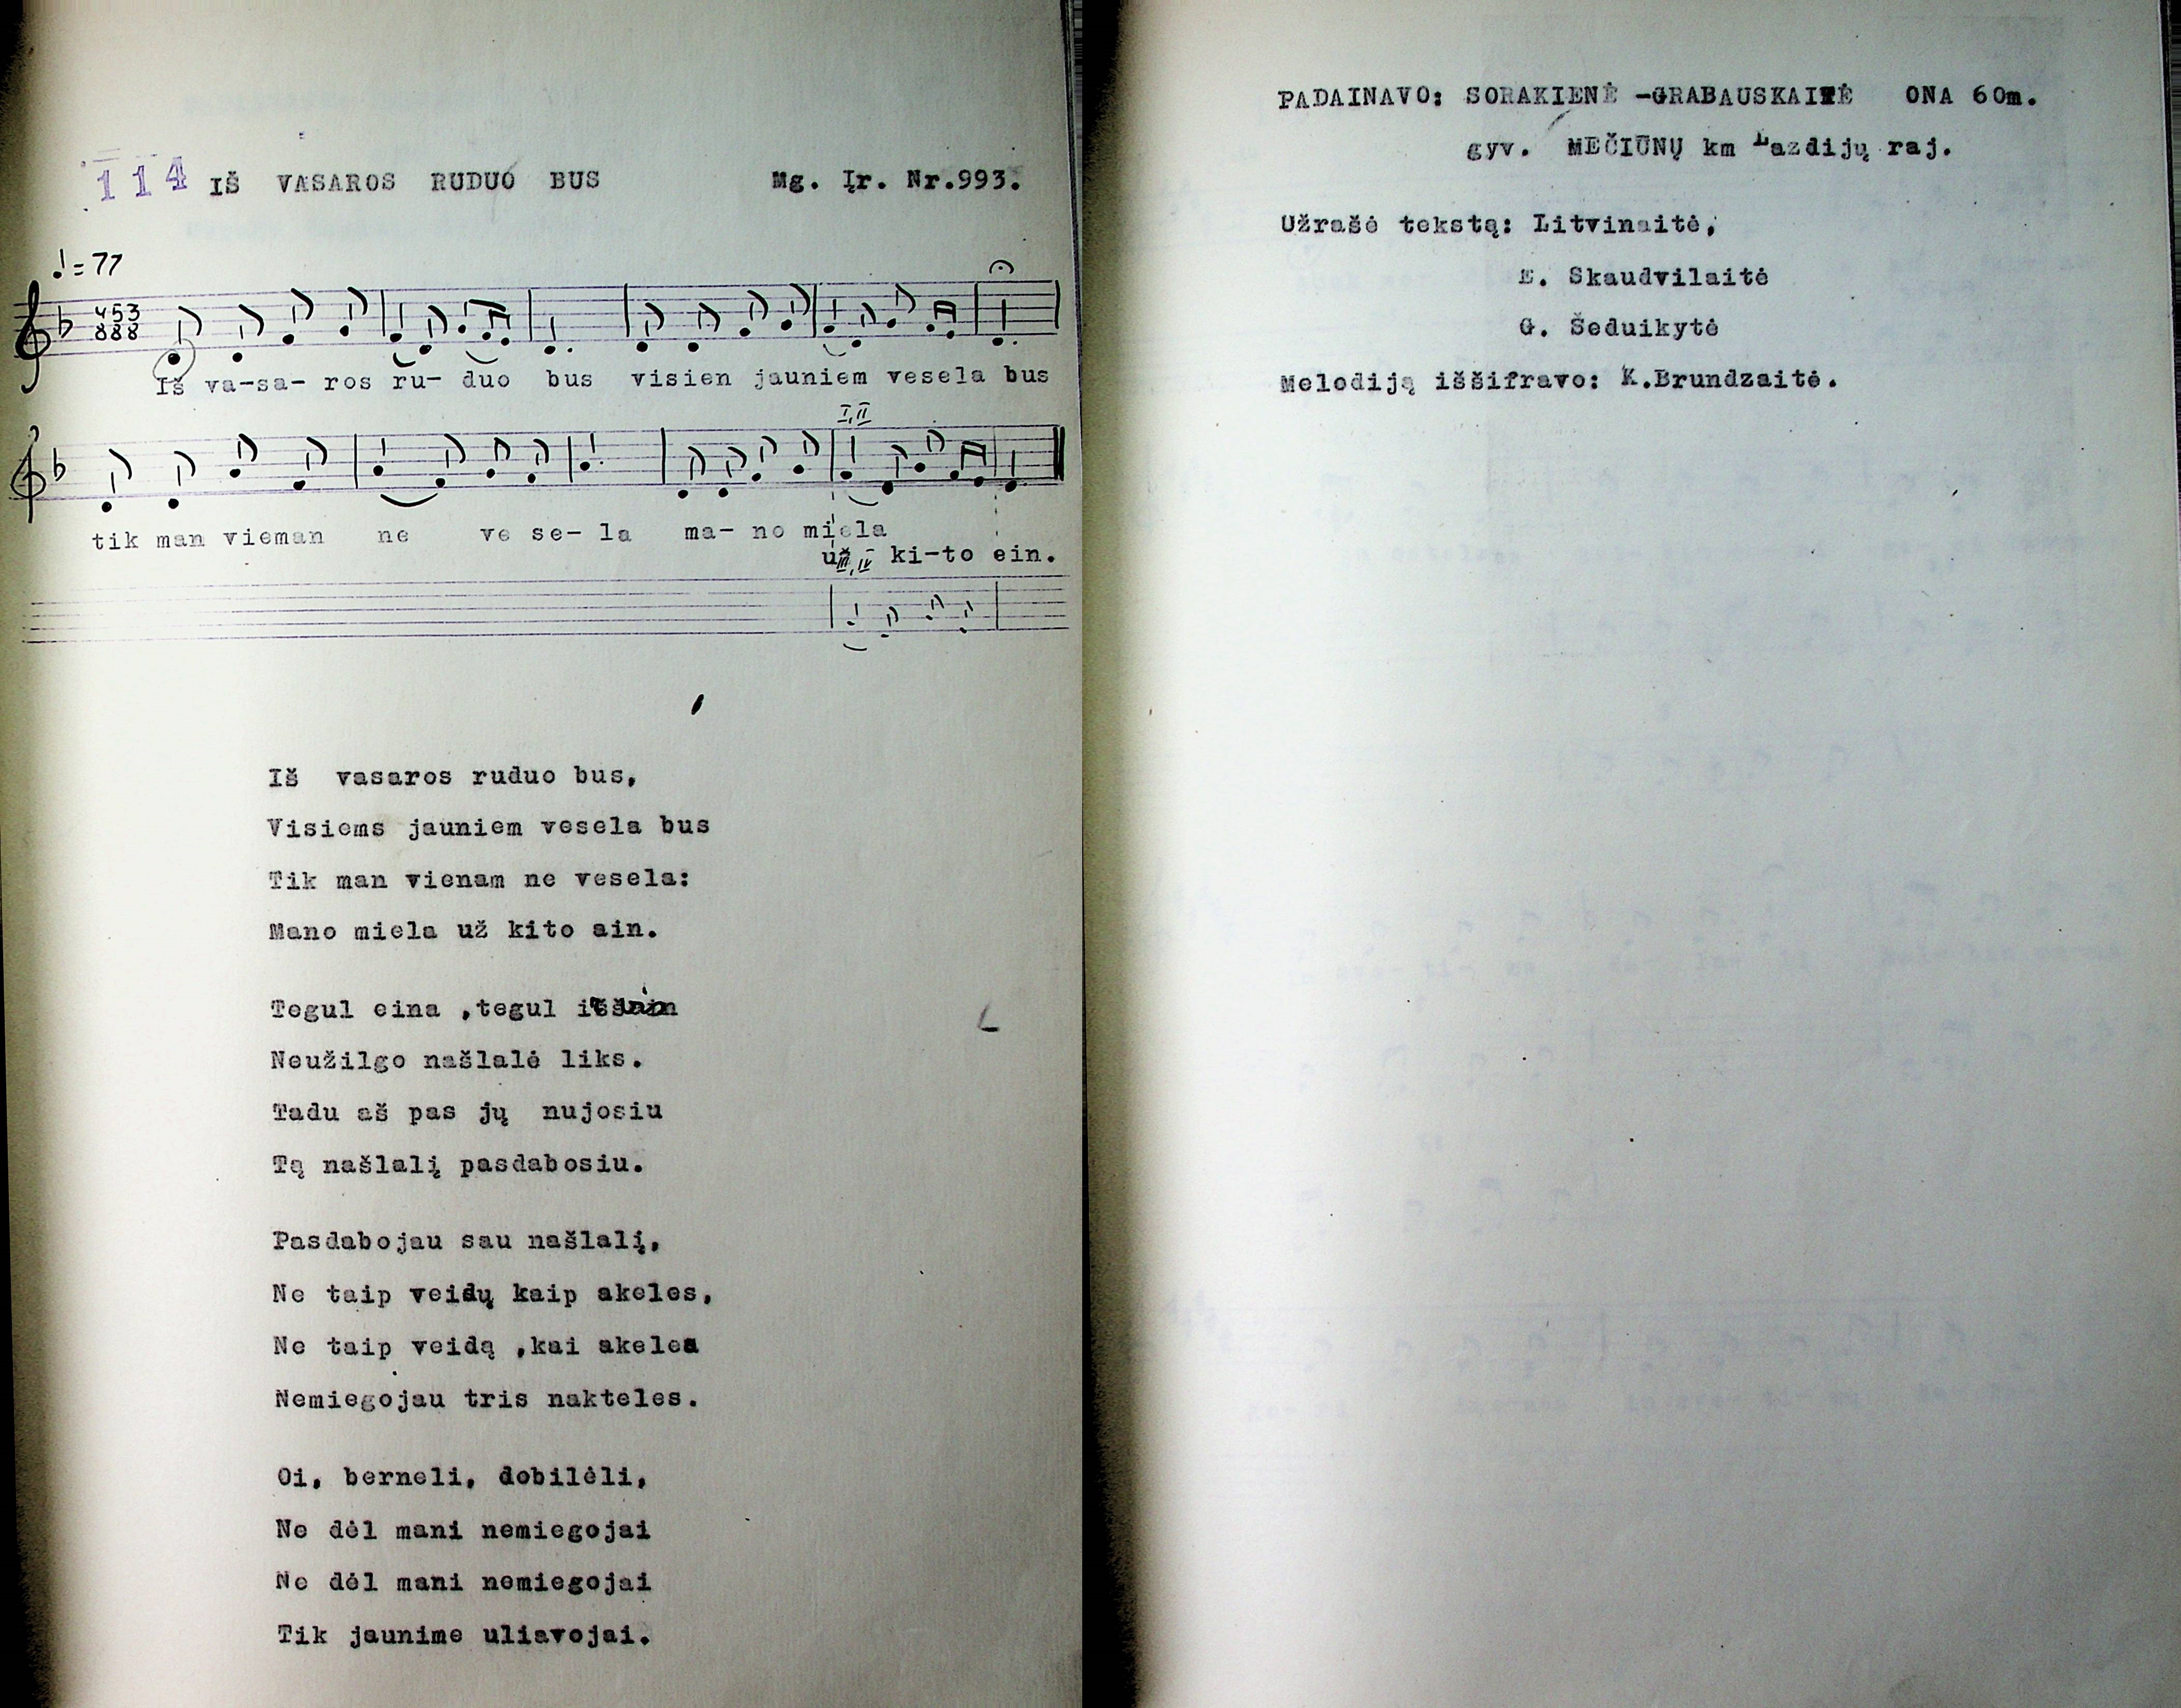 114 IŠ VASAROS RUDUO BUS Mg. Įr. Nr.993.
♩=77
453
888
Iš va-sa- ros ru- duo bus visien jauniem vesela bus
I,II
tik man vieman ne ve se- la ma- no miela
už ki-to ein.
III, IV
Iš vasaros ruduo bus,
Visiems jauniem vesela bus
Tik man vienam ne vesela:
Mano miela už kito ain.
Tegul eina ,tegul
Neužilgo našlalė liks.
Tadu aš pas jų nujosiu
Tą našlalį pasdabosiu.
Pasdabojau sau našlalį,
Ne taip veidų kaip akeles,
Ne taip veidą ,kai akeles
Nemiegojau tris nakteles.
Oi, berneli, dobilėli,
Ne dėl mani nemiegojai
Ne dėl mani nemiegojai
Tik jaunime uliavojai.
PADAINAVO: SORAKIENĖ -GRABAUSKAITĖ ONA 60m.
gyv. MEČIŪNŲ km Lazdijų raj.
Užrašė tekstą: Litvinaitė,
E. Skaudvilaitė
G. Šeduikytė
Melodiją iššifravo: K.Brundzaitė.